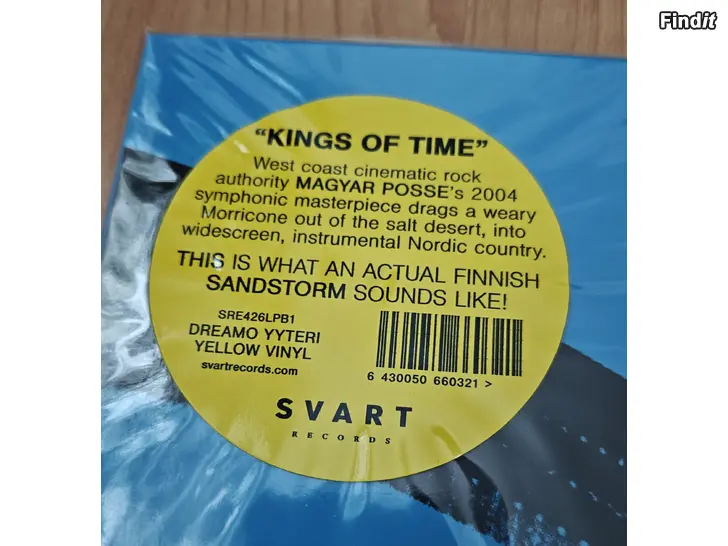 Findit
“KINGS OF TIME”
West coast cinematic rock
authority MAGYAR POSSE’s 2004
symphonic masterpiece drags a weary
Morricone out of the salt desert, into
widescreen, instrumental Nordic country.
THIS IS WHAT AN ACTUAL FINNISH
SANDSTORM SOUNDS LIKE!
SRE426LPB1
DREAMO YYTERI
YELLOW VINYL
svartrecords.com
6 430050 660321 >
SVART
RECORDS